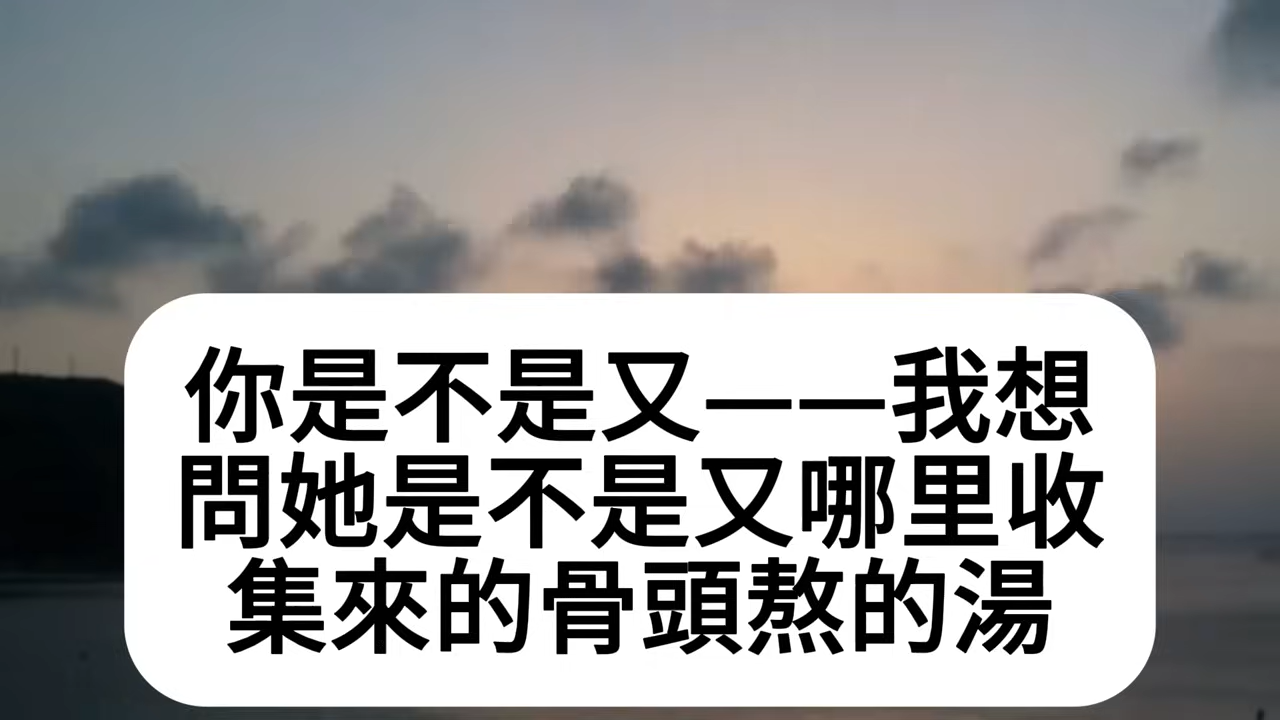 你是不是又——我想
問她是不是又哪里收
集來的骨頭熬的湯